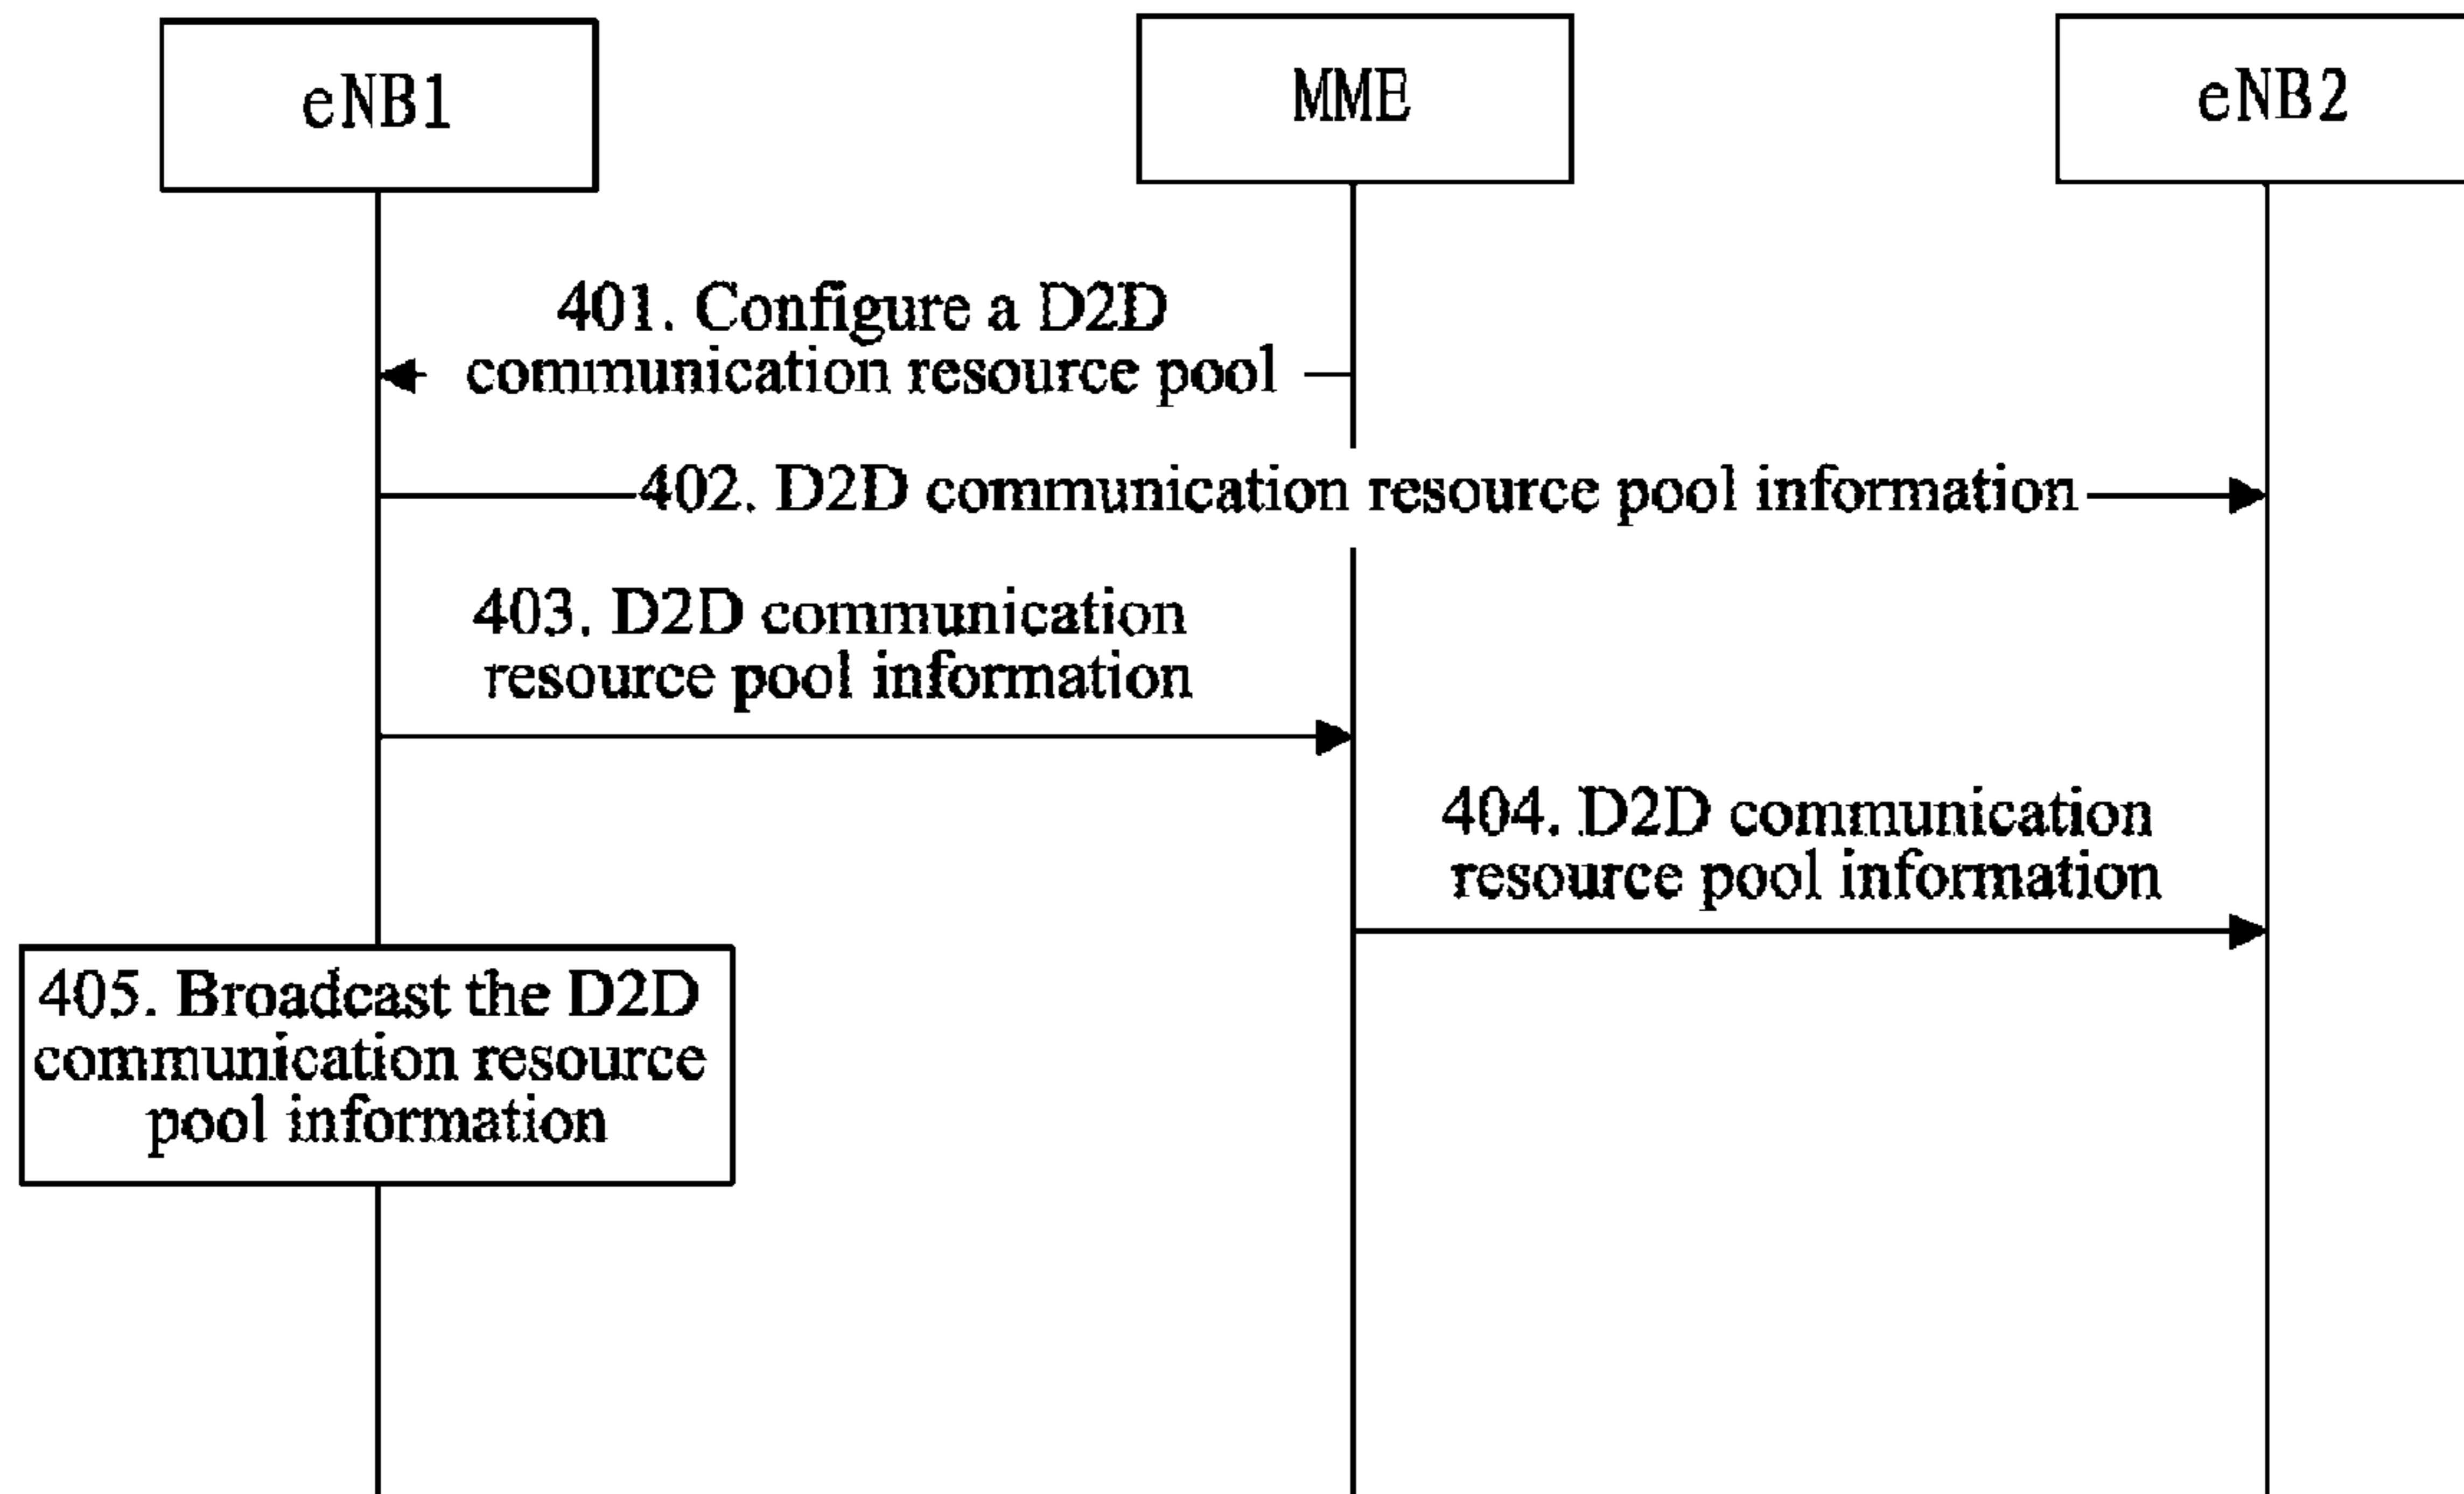 eNB1
MME
eNB2
401. Configure a D2D
communication resource pool
402. D2D communication resource pool information
403. D2D communication
resource pool information
404. D2D communication
resource pool information
405. Broadcast the D2D
communication resource
pool information